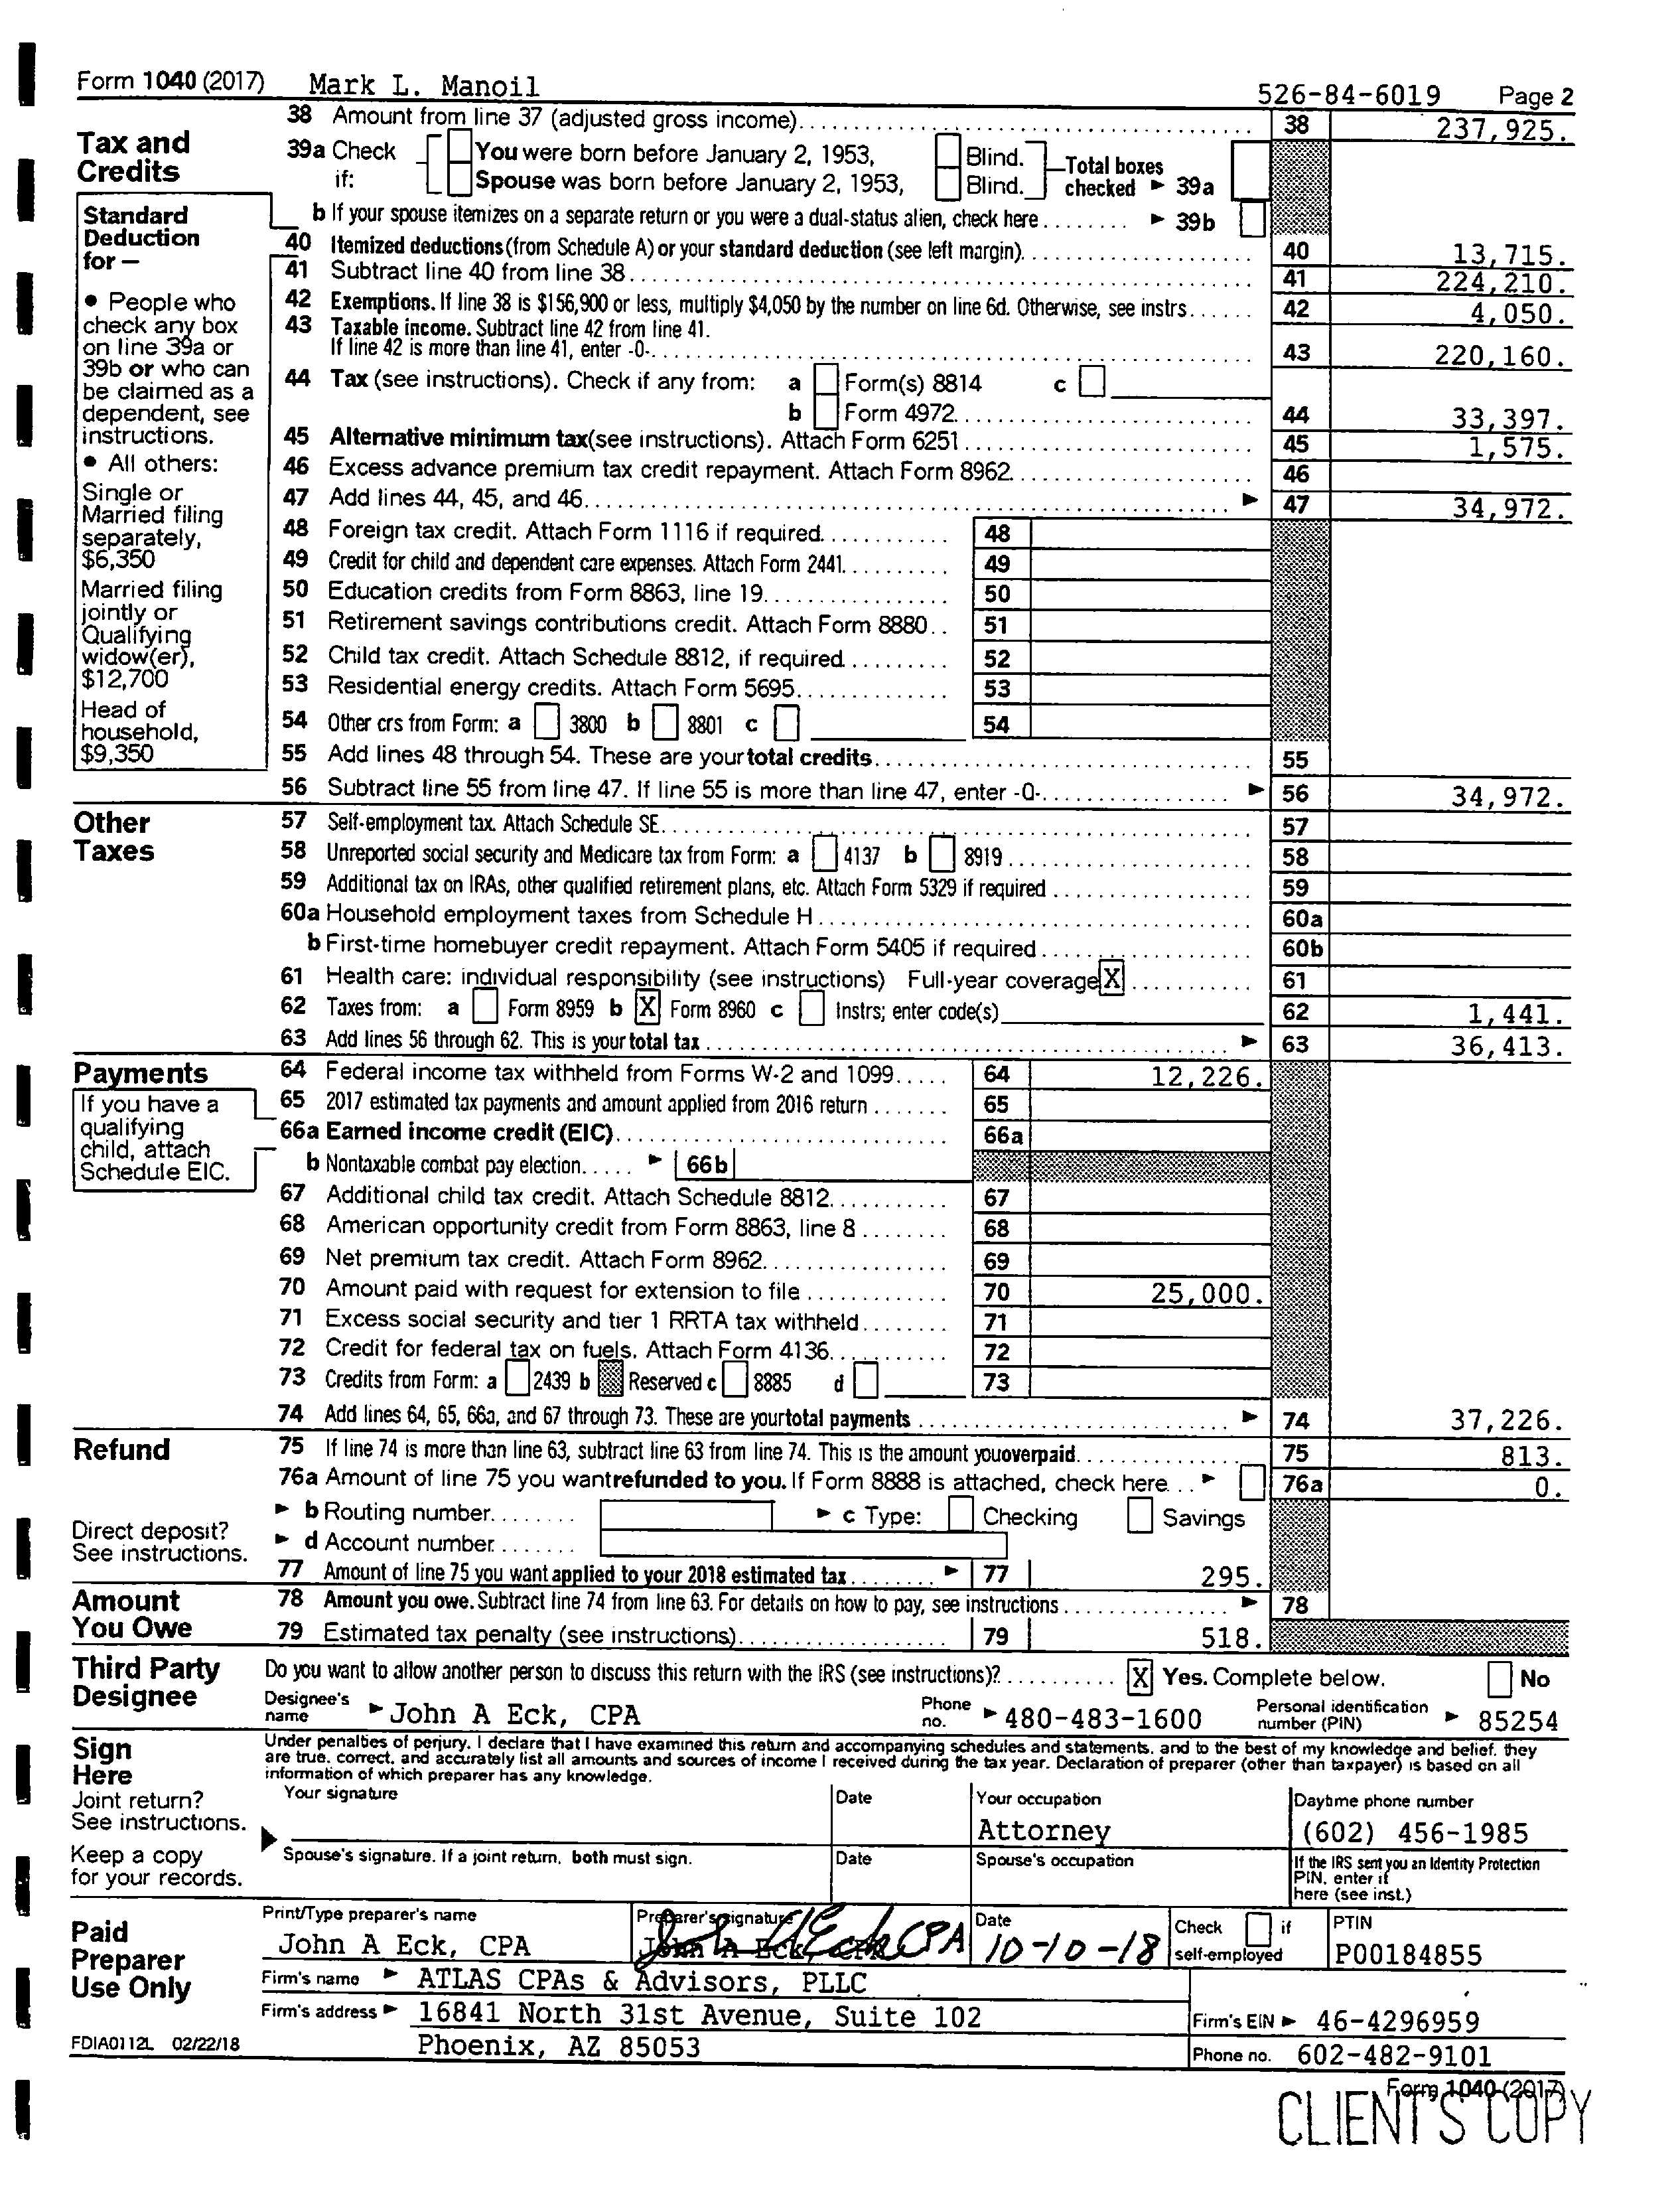 Form 1040 (2017) Mark L. Manoil 526-84-6019 Page 2
38 Amount from line 37 (adjusted gross income) 38 237,925.
Tax and Credits
39a Check if: You were born before January 2, 1953, Blind. Total boxes
Spouse was born before January 2, 1953, Blind. checked ► 39a
b If your spouse itemizes on a separate return or you were a dual-status alien, check here ► 39b
40 Itemized deductions (from Schedule A) or your standard deduction (see left margin) 40 13,715.
41 Subtract line 40 from line 38 41 224,210.
42 Exemptions. If line 38 is $156,900 or less, multiply $4,050 by the number on line 6d. Otherwise, see instrs 42 4,050.
43 Taxable income. Subtract line 42 from line 41.
If line 42 is more than line 41, enter -0- 43 220,160.
44 Tax (see instructions). Check if any from: a Form(s) 8814 c
b Form 4972 44 33,397.
45 Alternative minimum tax (see instructions). Attach Form 6251 45 1,575.
46 Excess advance premium tax credit repayment. Attach Form 8962 46
47 Add lines 44, 45, and 46 ► 47 34,972.
48 Foreign tax credit. Attach Form 1116 if required 48
49 Credit for child and dependent care expenses. Attach Form 2441 49
50 Education credits from Form 8863, line 19 50
51 Retirement savings contributions credit. Attach Form 8880 51
52 Child tax credit. Attach Schedule 8812, if required 52
53 Residential energy credits. Attach Form 5695 53
54 Other crs from Form: a 3800 b 8801 c 54
55 Add lines 48 through 54. These are your total credits 55
56 Subtract line 55 from line 47. If line 55 is more than line 47, enter -0- ► 56 34,972.
Standard
Deduction
for –
• People who
check any box
on line 39a or
39b or who can
be claimed as a
dependent, see
instructions.
• All others:
Single or
Married filing
separately,
$6,350
Married filing
jointly or
Qualifying
widow(er),
$12,700
Head of
household,
$9,350
Other Taxes
57 Self-employment tax. Attach Schedule SE 57
58 Unreported social security and Medicare tax from Form: a 4137 b 8919 58
59 Additional tax on IRAs, other qualified retirement plans, etc. Attach Form 5329 if required 59
60a Household employment taxes from Schedule H 60a
b First-time homebuyer credit repayment. Attach Form 5405 if required 60b
61 Health care: individual responsibility (see instructions) Full-year coverage X 61
62 Taxes from: a Form 8959 b X Form 8960 c Instrs; enter code(s) 62 1,441.
63 Add lines 56 through 62. This is your total tax ► 63 36,413.
Payments
If you have a
qualifying
child, attach
Schedule EIC.
64 Federal income tax withheld from Forms W-2 and 1099 64 12,226.
65 2017 estimated tax payments and amount applied from 2016 return 65
66a Earned income credit (EIC) 66a
b Nontaxable combat pay election ► 66b
67 Additional child tax credit. Attach Schedule 8812 67
68 American opportunity credit from Form 8863, line 8 68
69 Net premium tax credit. Attach Form 8962 69
70 Amount paid with request for extension to file 70 25,000.
71 Excess social security and tier 1 RRTA tax withheld 71
72 Credit for federal tax on fuels. Attach Form 4136 72
73 Credits from Form: a 2439 b Reserved c 8885 d 73
74 Add lines 64, 65, 66a, and 67 through 73. These are your total payments ► 74 37,226.
Refund
75 If line 74 is more than line 63, subtract line 63 from line 74. This is the amount you overpaid 75 813.
76a Amount of line 75 you want refunded to you. If Form 8888 is attached, check here ► 76a 0.
Direct deposit?
See instructions.
► b Routing number ► c Type: Checking Savings
► d Account number
77 Amount of line 75 you want applied to your 2018 estimated tax ► 77 295.
Amount You Owe
78 Amount you owe. Subtract line 74 from line 63. For details on how to pay, see instructions ► 78
79 Estimated tax penalty (see instructions) 79 518.
Third Party Designee
Do you want to allow another person to discuss this return with the IRS (see instructions)? X Yes. Complete below. No
Designee's name ► John A Eck, CPA Phone no. ► 480-483-1600 Personal identification number (PIN) ► 85254
Sign Here
Under penalties of perjury, I declare that I have examined this return and accompanying schedules and statements, and to the best of my knowledge and belief, they
are true, correct, and accurately list all amounts and sources of income I received during the tax year. Declaration of preparer (other than taxpayer) is based on all
information of which preparer has any knowledge.
Joint return?
See instructions.
Keep a copy
for your records.
Your signature Date Your occupation Daytime phone number
Attorney (602) 456-1985
Spouse's signature. If a joint return, both must sign. Date Spouse's occupation If the IRS sent you an Identity Protection
PIN, enter it
here (see inst.)
Paid Preparer Use Only
Print/Type preparer's name Preparer's signature Date Check if self-employed PTIN
John A Eck, CPA John A Eck, CPA John A Eck CPA 10-10-18 P00184855
Firm's name ► ATLAS CPAs & Advisors, PLLC
Firm's address ► 16841 North 31st Avenue, Suite 102 Firm's EIN ► 46-4296959
Phoenix, AZ 85053 Phone no. 602-482-9101
FDIA0112L 02/22/18
Form 1040 (2017)
CLIENT'S COPY